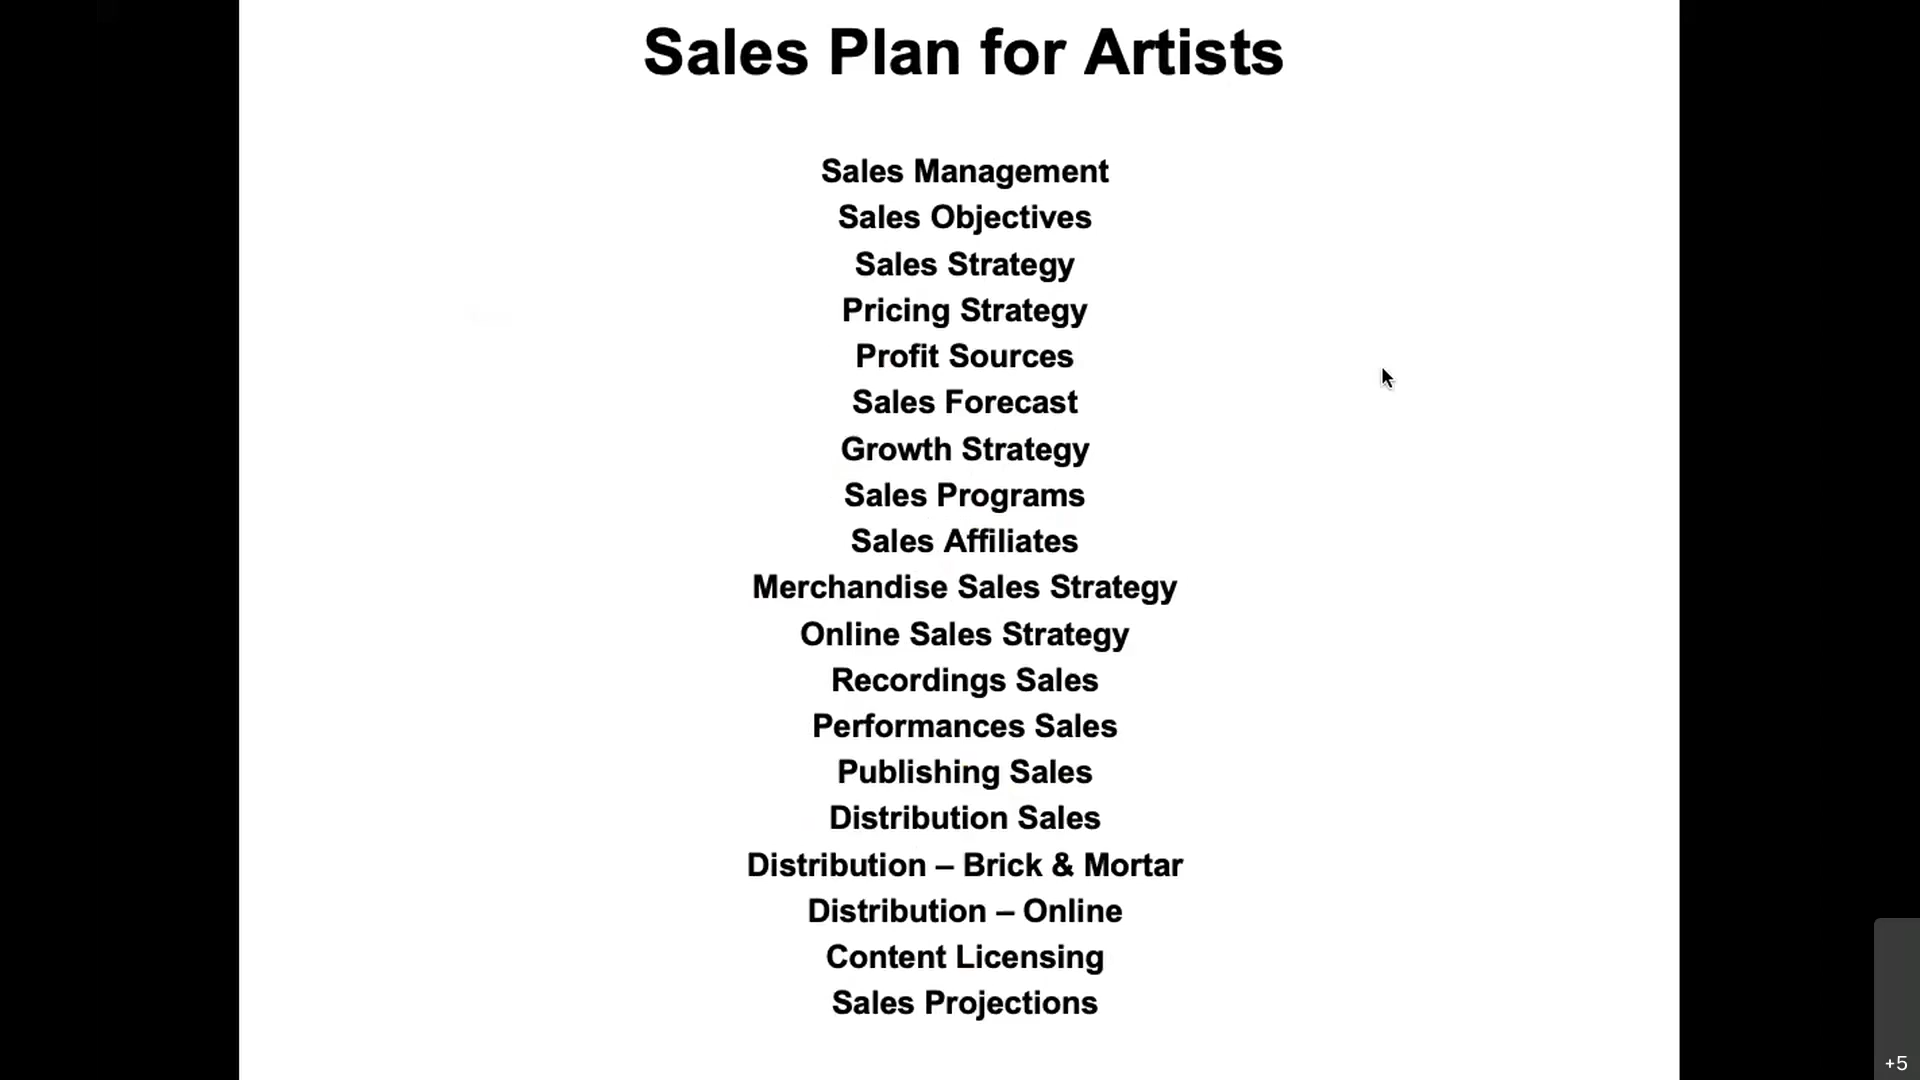 Sales Plan for Artists
Sales Management
Sales Objectives
Sales Strategy
Pricing Strategy
Profit Sources
Sales Forecast
Growth Strategy
Sales Programs
Sales Affiliates
Merchandise Sales Strategy
Online Sales Strategy
Recordings Sales
Performances Sales
Publishing Sales
Distribution Sales
Distribution – Brick & Mortar
Distribution – Online
Content Licensing
Sales Projections
+5